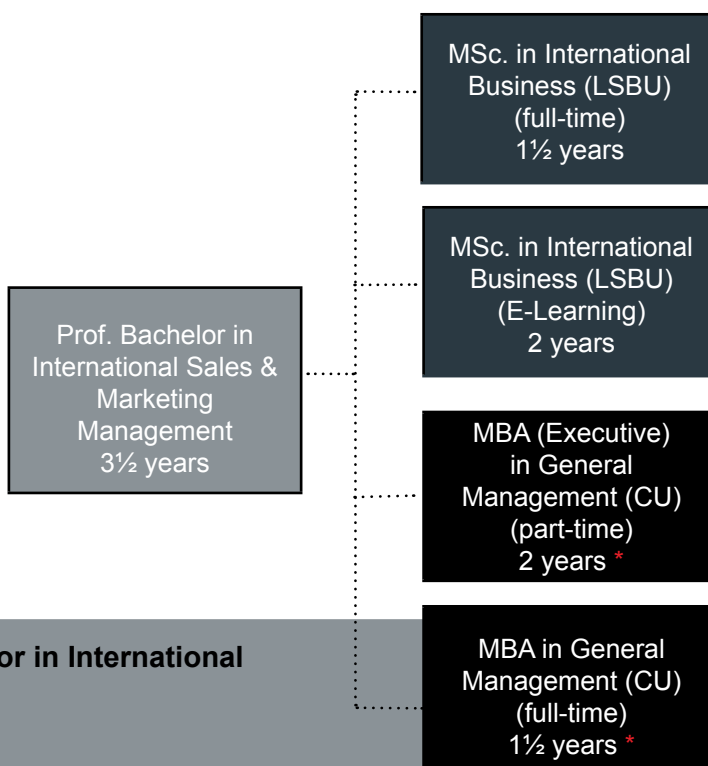 MSc. in International
Business (LSBU)
(full-time)
1½ years
MSc. in International
Business (LSBU)
(E-Learning)
2 years
Prof. Bachelor in
International Sales &
Marketing
Management
3½ years
MBA (Executive)
in General
Management (CU)
(part-time)
2 years *
or in International
MBA in General
Management (CU)
(full-time)
1½ years *